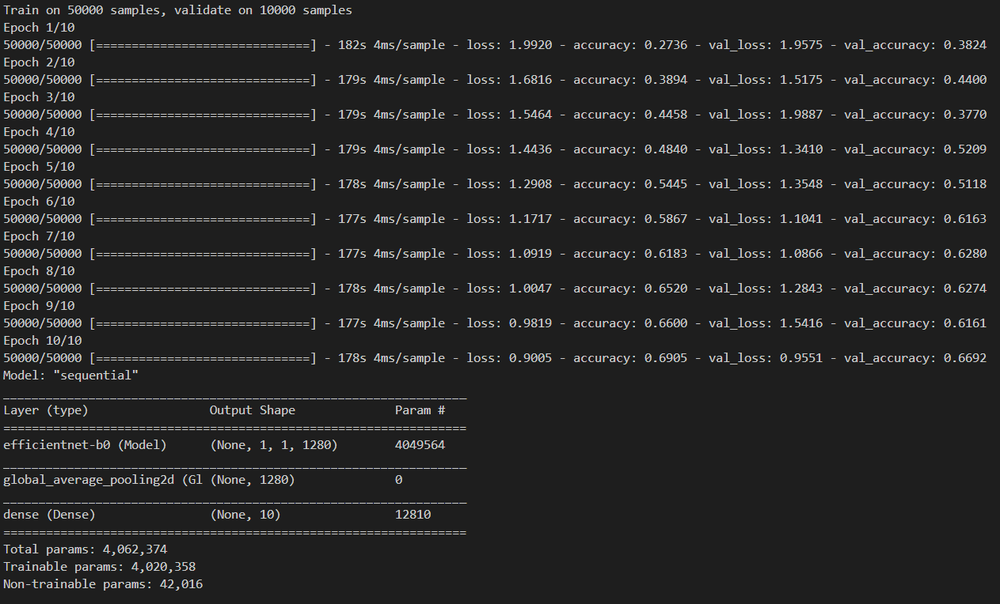 Train on 50000 samples, validate on 10000 samples
Epoch 1/10
50000/50000 [==============================] - 182s 4ms/sample - loss: 1.9920 - accuracy: 0.2736 - val_loss: 1.9575 - val_accuracy: 0.3824
Epoch 2/10
50000/50000 [==============================] - 179s 4ms/sample - loss: 1.6816 - accuracy: 0.3894 - val_loss: 1.5175 - val_accuracy: 0.4400
Epoch 3/10
50000/50000 [==============================] - 179s 4ms/sample - loss: 1.5464 - accuracy: 0.4458 - val_loss: 1.9887 - val_accuracy: 0.3770
Epoch 4/10
50000/50000 [==============================] - 179s 4ms/sample - loss: 1.4436 - accuracy: 0.4840 - val_loss: 1.3410 - val_accuracy: 0.5209
Epoch 5/10
50000/50000 [==============================] - 178s 4ms/sample - loss: 1.2908 - accuracy: 0.5445 - val_loss: 1.3548 - val_accuracy: 0.5118
Epoch 6/10
50000/50000 [==============================] - 177s 4ms/sample - loss: 1.1717 - accuracy: 0.5867 - val_loss: 1.1041 - val_accuracy: 0.6163
Epoch 7/10
50000/50000 [==============================] - 177s 4ms/sample - loss: 1.0919 - accuracy: 0.6183 - val_loss: 1.0866 - val_accuracy: 0.6280
Epoch 8/10
50000/50000 [==============================] - 178s 4ms/sample - loss: 1.0047 - accuracy: 0.6520 - val_loss: 1.2843 - val_accuracy: 0.6274
Epoch 9/10
50000/50000 [==============================] - 177s 4ms/sample - loss: 0.9819 - accuracy: 0.6600 - val_loss: 1.5416 - val_accuracy: 0.6161
Epoch 10/10
50000/50000 [==============================] - 178s 4ms/sample - loss: 0.9005 - accuracy: 0.6905 - val_loss: 0.9551 - val_accuracy: 0.6692
Model: "sequential"
_________________________________________________________________
Layer (type)                 Output Shape              Param #
=================================================================
efficientnet-b0 (Model)      (None, 1, 1, 1280)        4049564
_________________________________________________________________
global_average_pooling2d (Gl (None, 1280)              0
_________________________________________________________________
dense (Dense)                (None, 10)                12810
=================================================================
Total params: 4,062,374
Trainable params: 4,020,358
Non-trainable params: 42,016